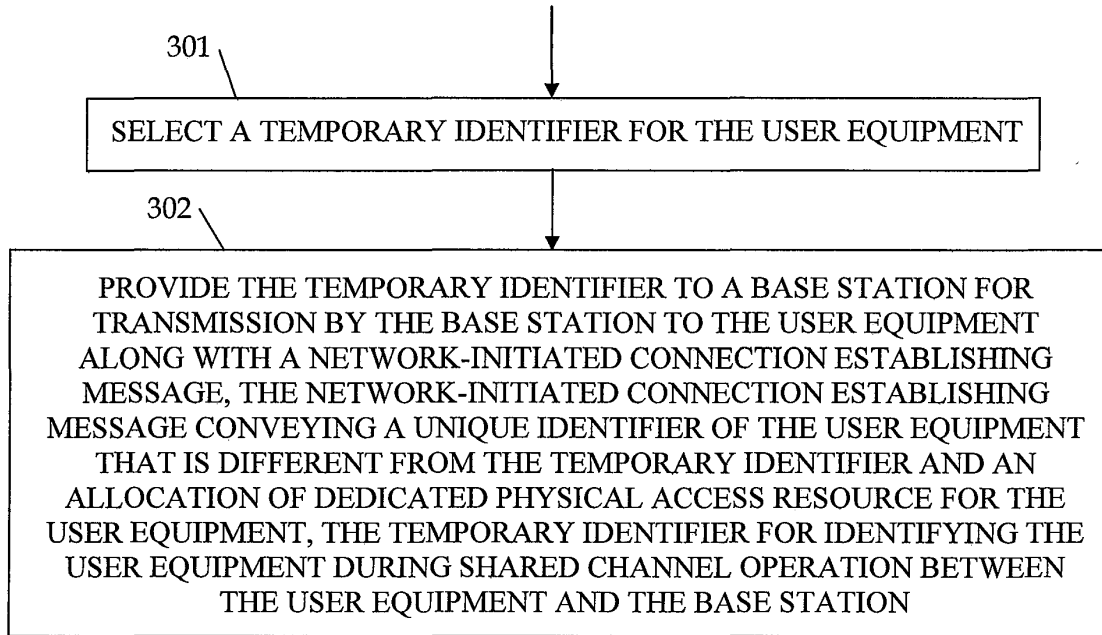 301
SELECT A TEMPORARY IDENTIFIER FOR THE USER EQUIPMENT
302
PROVIDE THE TEMPORARY IDENTIFIER TO A BASE STATION FOR
TRANSMISSION BY THE BASE STATION TO THE USER EQUIPMENT
ALONG WITH A NETWORK-INITIATED CONNECTION ESTABLISHING
MESSAGE, THE NETWORK-INITIATED CONNECTION ESTABLISHING
MESSAGE CONVEYING A UNIQUE IDENTIFIER OF THE USER EQUIPMENT
THAT IS DIFFERENT FROM THE TEMPORARY IDENTIFIER AND AN
ALLOCATION OF DEDICATED PHYSICAL ACCESS RESOURCE FOR THE
USER EQUIPMENT, THE TEMPORARY IDENTIFIER FOR IDENTIFYING THE
USER EQUIPMENT DURING SHARED CHANNEL OPERATION BETWEEN
THE USER EQUIPMENT AND THE BASE STATION